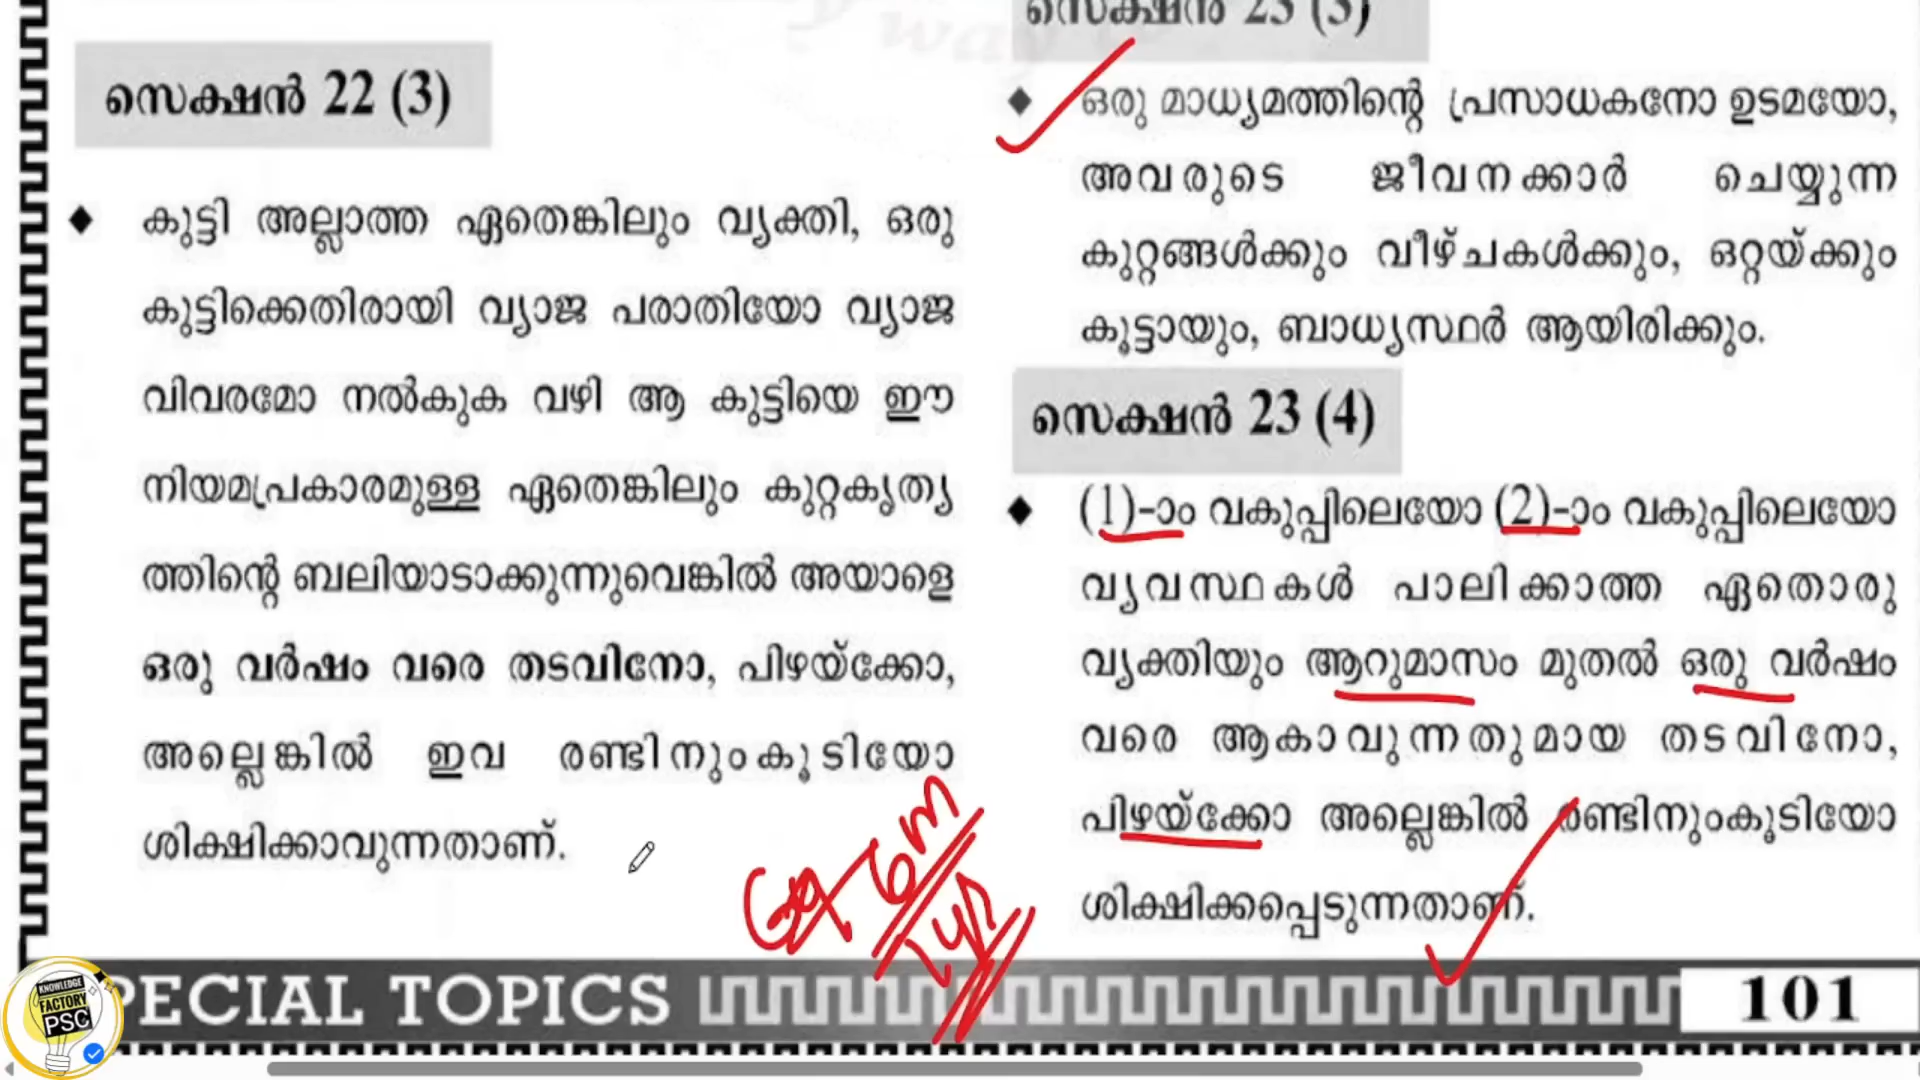 സെക്ഷൻ 22 (3)
◆ കുട്ടി അല്ലാത്ത ഏതെങ്കിലും വ്യക്തി, ഒരു
കുട്ടിക്കെതിരായി വ്യാജ പരാതിയോ വ്യാജ
വിവരമോ നൽകുക വഴി ആ കുട്ടിയെ ഈ
നിയമപ്രകാരമുള്ള ഏതെങ്കിലും കുറ്റകൃത്യ
ത്തിന്റെ ബലിയാടാക്കുന്നുവെങ്കിൽ അയാളെ
ഒരു വർഷം വരെ തടവിനോ, പിഴയ്ക്കോ,
അല്ലെങ്കിൽ ഇവ രണ്ടിനുംകൂടിയോ
ശിക്ഷിക്കാവുന്നതാണ്.
സെക്ഷൻ 23 (3)
◆ ഒരു മാധ്യമത്തിന്റെ പ്രസാധകനോ ഉടമയോ,
അവരുടെ ജീവനക്കാർ ചെയ്യുന്ന
കുറ്റങ്ങൾക്കും വീഴ്ചകൾക്കും, ഒറ്റയ്ക്കും
കൂട്ടായും, ബാധ്യസ്ഥർ ആയിരിക്കും.
സെക്ഷൻ 23 (4)
◆ (1)-ാം വകുപ്പിലെയോ (2)-ാം വകുപ്പിലെയോ
വ്യവസ്ഥകൾ പാലിക്കാത്ത ഏതൊരു
വ്യക്തിയും ആറുമാസം മുതൽ ഒരു വർഷം
വരെ ആകാവുന്നതുമായ തടവിനോ,
പിഴയ്ക്കോ അല്ലെങ്കിൽ രണ്ടിനുംകൂടിയോ
ശിക്ഷിക്കപ്പെടുന്നതാണ്.
6m
1yr
PECIAL TOPICS
101
KNOWLEDGE
FACTORY
PSC